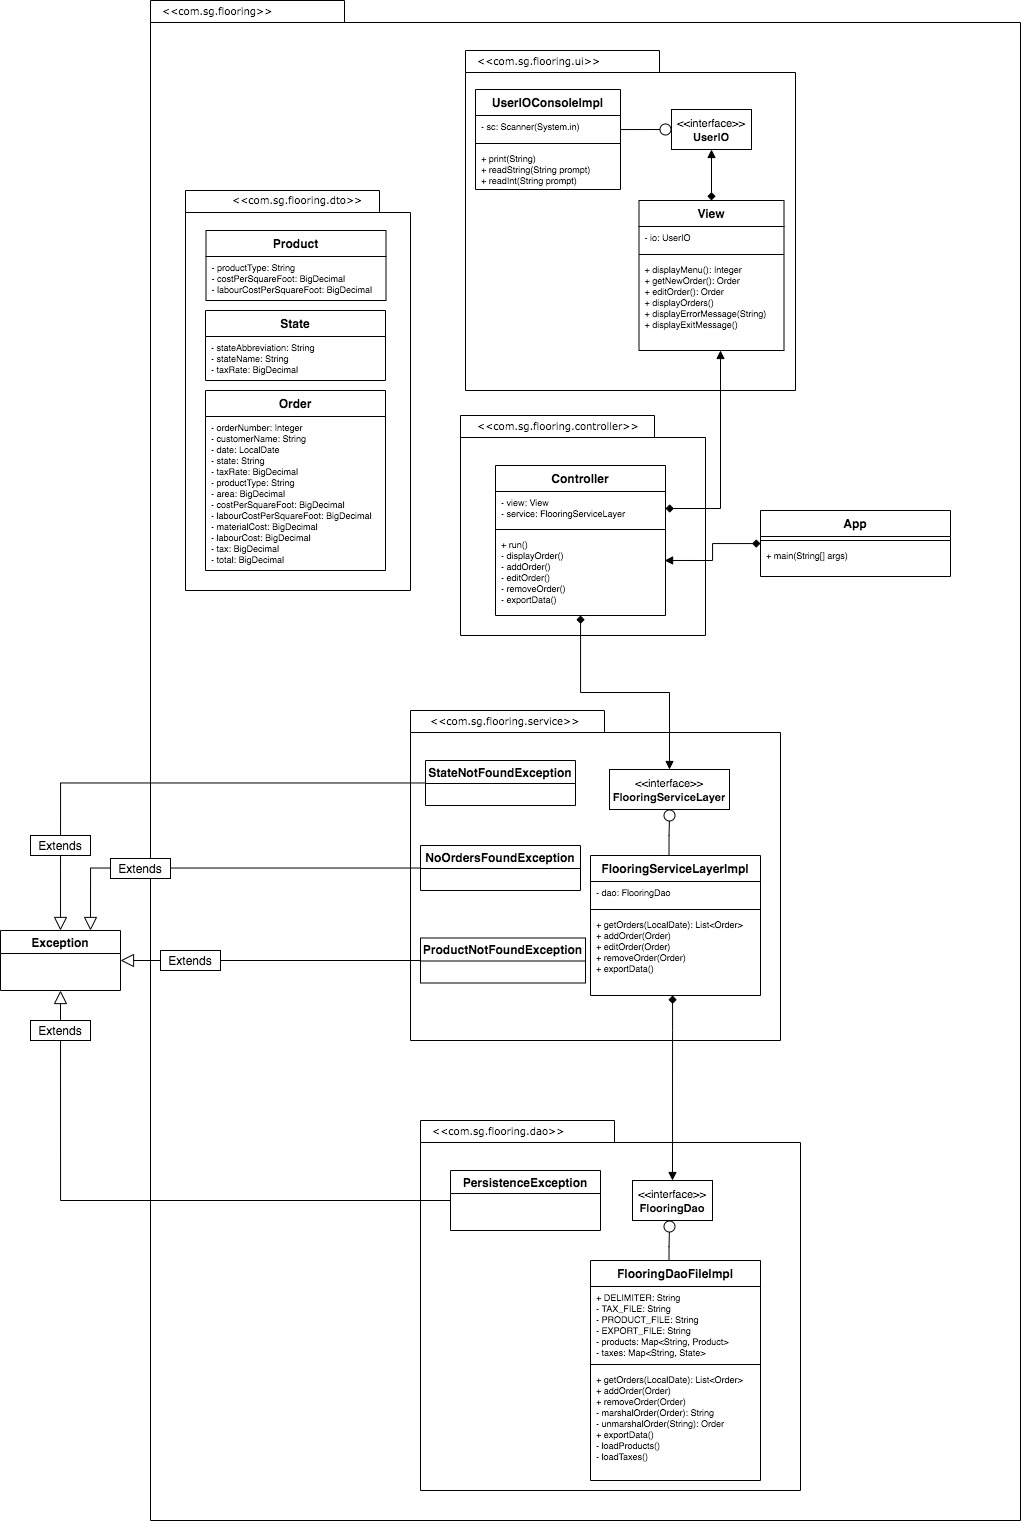 <<com.sg.flooring>>
<<com.sg.flooring.ui>>
UserIOConsoleImpl
- sc: Scanner(System.in)
+ print(String)
+ readString(String prompt)
+ readInt(String prompt)
<<interface>>
UserIO
View
- io: UserIO
+ displayMenu(): Integer
+ getNewOrder(): Order
+ editOrder(): Order
+ displayOrders()
+ displayErrorMessage(String)
+ displayExitMessage()
<<com.sg.flooring.dto>>
Product
- productType: String
- costPerSquareFoot: BigDecimal
- labourCostPerSquareFoot: BigDecimal
State
- stateAbbreviation: String
- stateName: String
- taxRate: BigDecimal
Order
- orderNumber: Integer
- customerName: String
- date: LocalDate
- state: String
- taxRate: BigDecimal
- productType: String
- area: BigDecimal
- costPerSquareFoot: BigDecimal
- labourCostPerSquareFoot: BigDecimal
- materialCost: BigDecimal
- labourCost: BigDecimal
- tax: BigDecimal
- total: BigDecimal
<<com.sg.flooring.controller>>
Controller
- view: View
- service: FlooringServiceLayer
+ run()
- displayOrder()
- addOrder()
- editOrder()
- removeOrder()
- exportData()
App
+ main(String[] args)
<<com.sg.flooring.service>>
StateNotFoundException
<<interface>>
FlooringServiceLayer
Extends
NoOrdersFoundException
Extends
FlooringServiceLayerImpl
- dao: FlooringDao
+ getOrders(LocalDate): List<Order>
+ addOrder(Order)
+ editOrder(Order)
+ removeOrder(Order)
+ exportData()
Exception
ProductNotFoundException
Extends
Extends
<<com.sg.flooring.dao>>
PersistenceException
<<interface>>
FlooringDao
FlooringDaoFileImpl
+ DELIMITER: String
- TAX_FILE: String
- PRODUCT_FILE: String
- EXPORT_FILE: String
- products: Map<String, Product>
- taxes: Map<String, State>
+ getOrders(LocalDate): List<Order>
+ addOrder(Order)
+ removeOrder(Order)
- marshalOrder(Order): String
- unmarshalOrder(String): Order
+ exportData()
- loadProducts()
- loadTaxes()